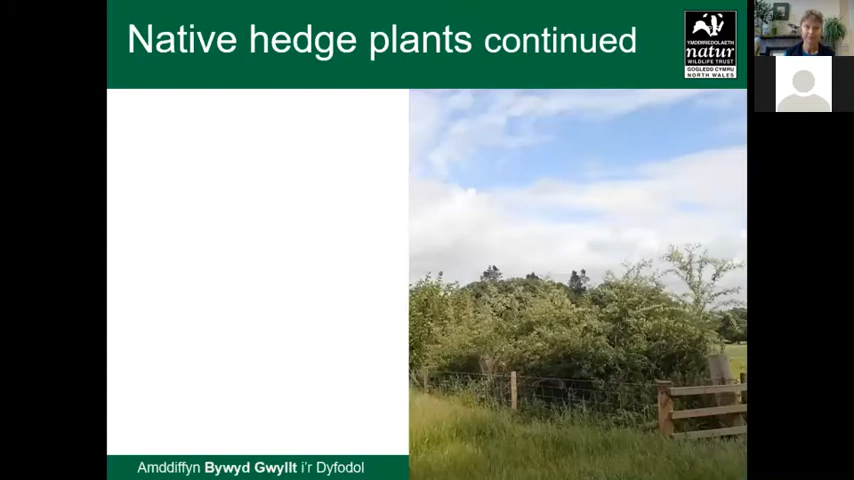 Native hedge plants continued
YMDDIRIEDOLAETH
natur
WILDLIFE TRUST
GOGLEDD CYMRU
NORTH WALES
Amddiffyn Bywyd Gwyllt i'r Dyfodol